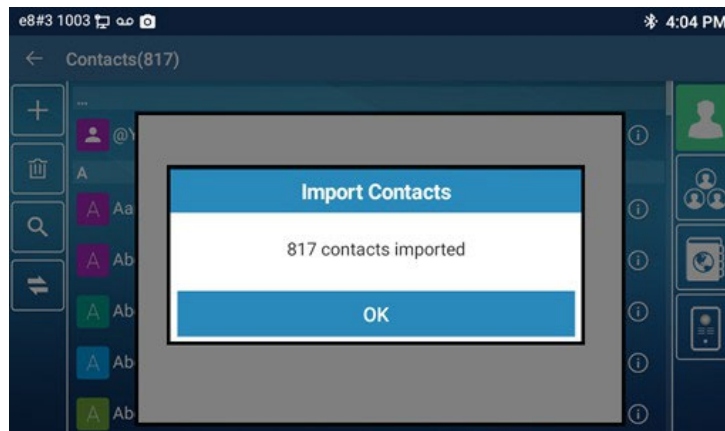 e8#3 1003
4:04 PM
Contacts(817)
...
@Y
A
A Aa
A Ab
A Ab
A Ab
A Ab
Import Contacts
817 contacts imported
OK